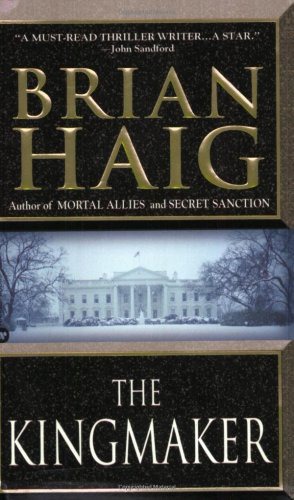 “A MUST-READ THRILLER WRITER...A STAR.”
—John Sandford
BRIAN
HAIG
Author of MORTAL ALLIES and SECRET SANCTION
THE
KINGMAKER